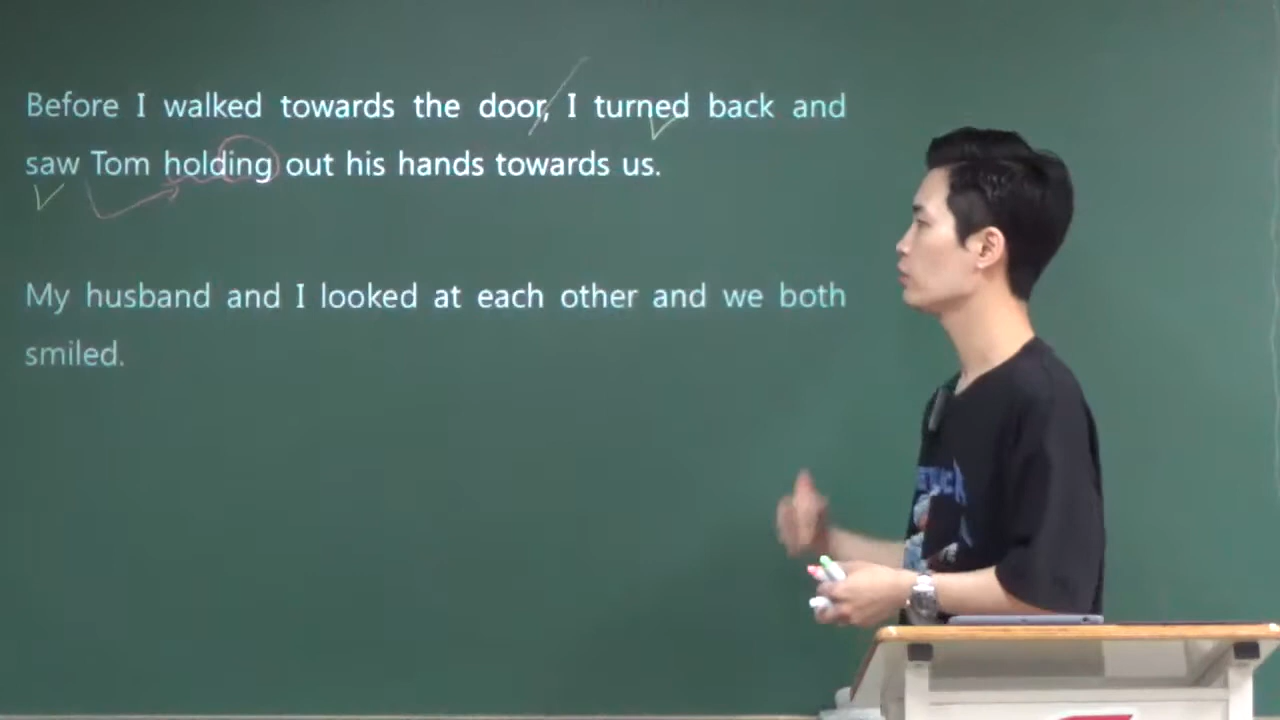 Before I walked towards the door, I turned back and
saw Tom holding out his hands towards us.
My husband and I looked at each other and we both
smiled.